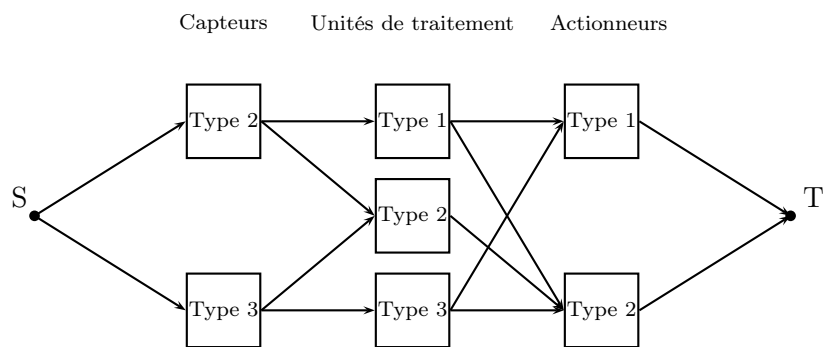 Capteurs Unités de traitement Actionneurs
Type 2 Type 1 Type 1
S T
Type 2
Type 3 Type 3 Type 2